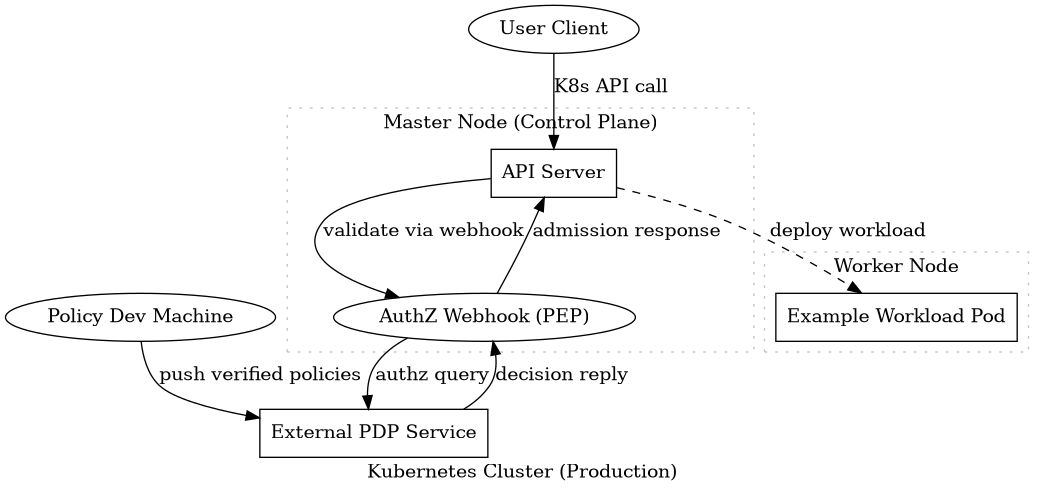 User Client
K8s API call
Master Node (Control Plane)
API Server
validate via webhook
admission response
deploy workload
Worker Node
Policy Dev Machine
AuthZ Webhook (PEP)
Example Workload Pod
push verified policies
authz query
decision reply
External PDP Service
Kubernetes Cluster (Production)